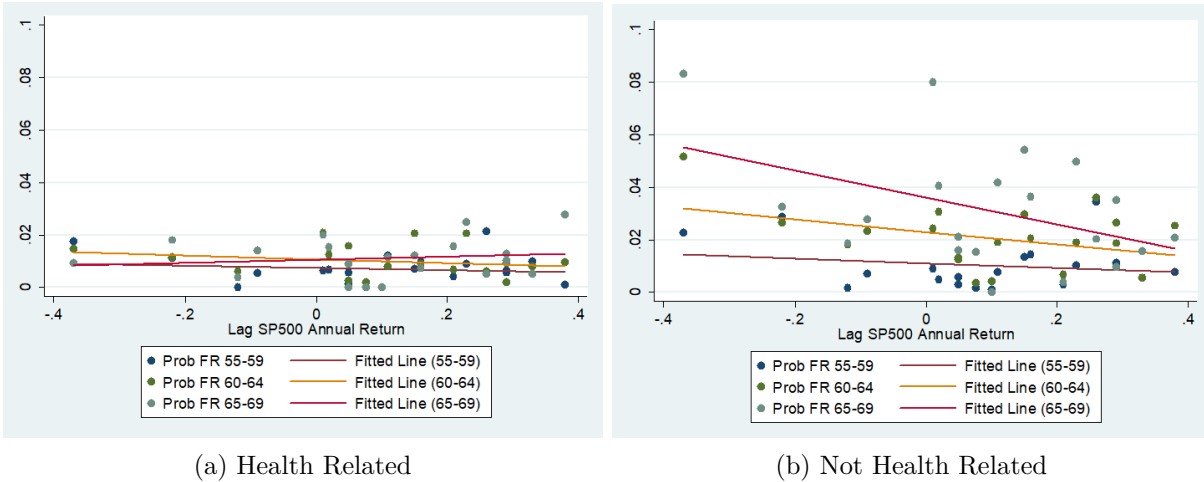 .1
.08
.06
.04
.02
0
-.4 -.2 0 .2 .4
Lag SP500 Annual Return
Prob FR 55-59 Fitted Line (55-59)
Prob FR 60-64 Fitted Line (60-64)
Prob FR 65-69 Fitted Line (65-69)
(a) Health Related
.1
.08
.06
.04
.02
0
-.4 -.2 0 .2 .4
Lag SP500 Annual Return
Prob FR 55-59 Fitted Line (55-59)
Prob FR 60-64 Fitted Line (60-64)
Prob FR 65-69 Fitted Line (65-69)
(b) Not Health Related